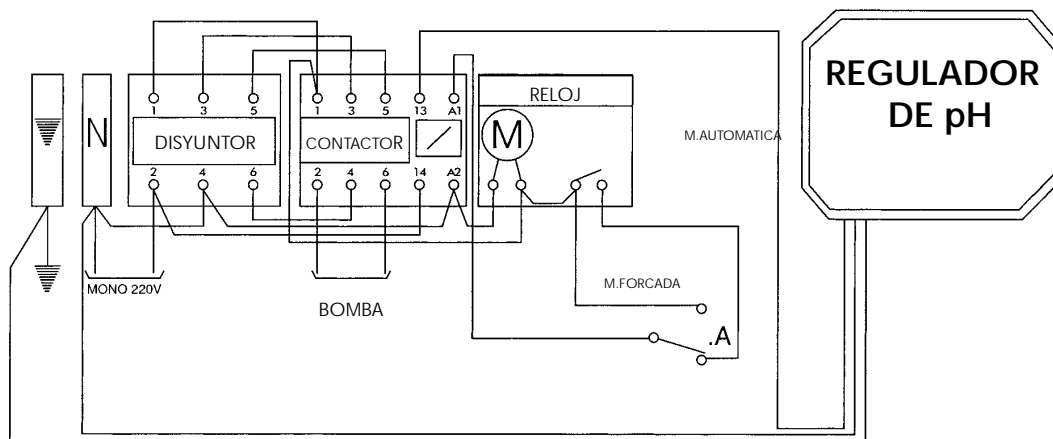 REGULADOR
DE pH
1 3 5
1 3 5 13 A1
RELOJ
N
DISYUNTOR
CONTACTOR
M
M.AUTOMATICA
2 4 6
2 4 6 14 A2
MONO 220V
BOMBA
M.FORCADA
.A